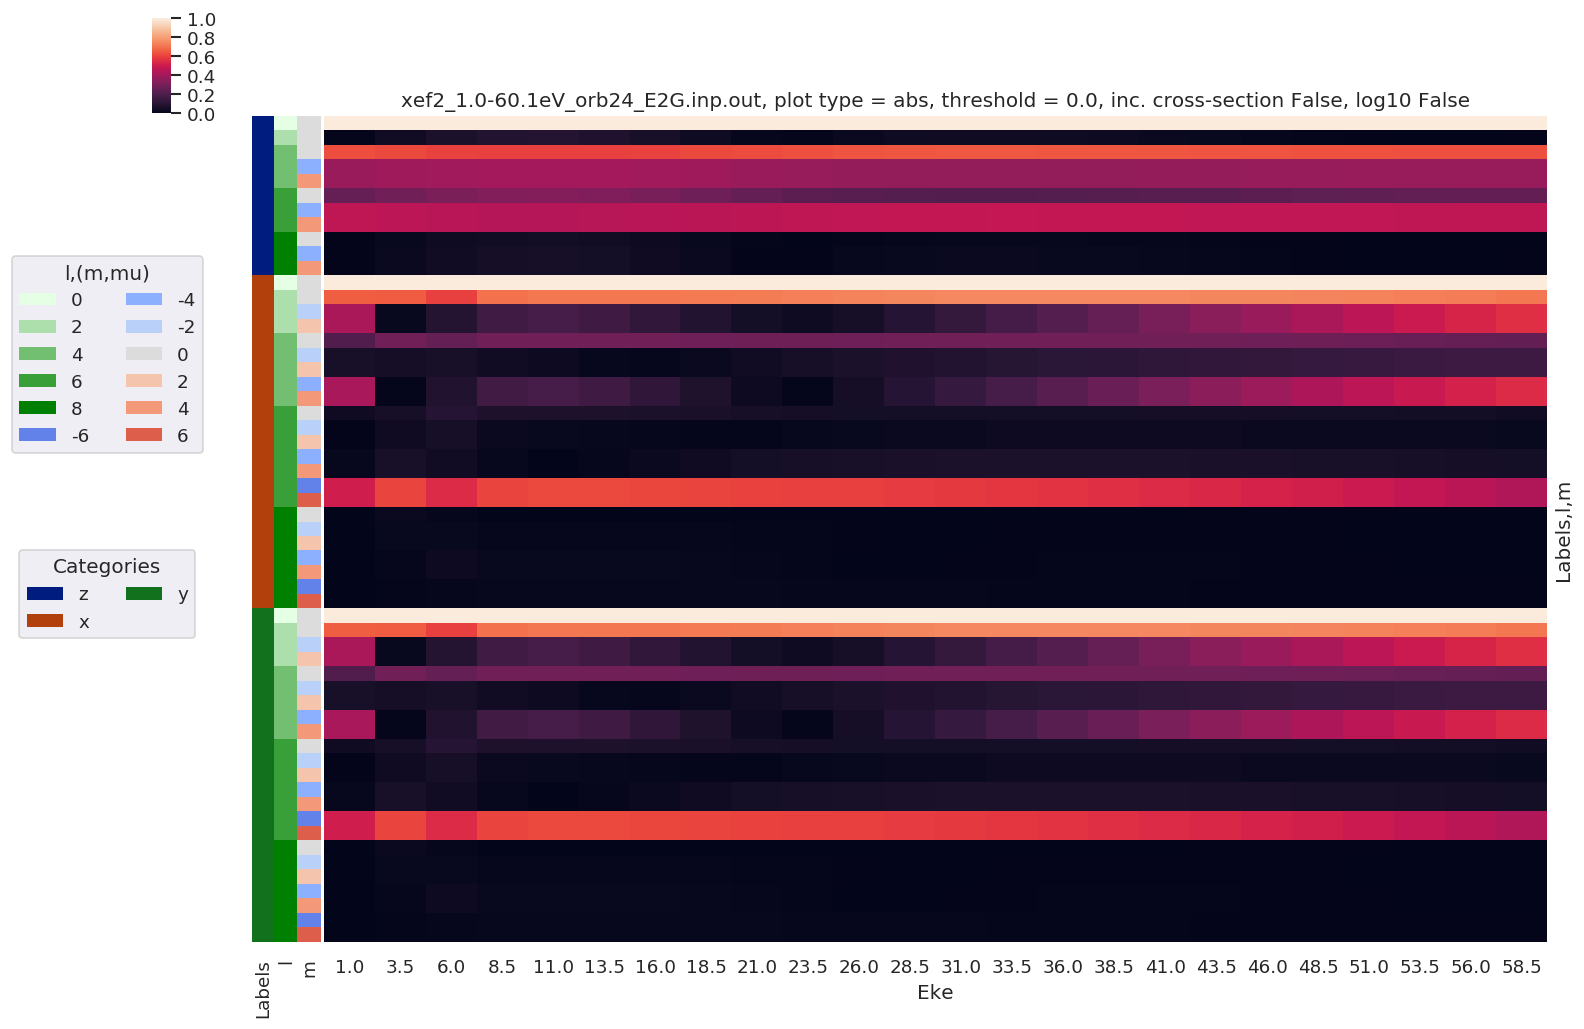 1.0
0.8
0.6
0.4
0.2
0.0
xef2_1.0-60.1eV_orb24_E2G.inp.out, plot type = abs, threshold = 0.0, inc. cross-section False, log10 False
l,(m,mu)
0 -4
2 -2
4 0
6 2
8 4
-6 6
Categories
z y
x
Labels,l,m
Labels l m
1.0 3.5 6.0 8.5 11.0 13.5 16.0 18.5 21.0 23.5 26.0 28.5 31.0 33.5 36.0 38.5 41.0 43.5 46.0 48.5 51.0 53.5 56.0 58.5
Eke